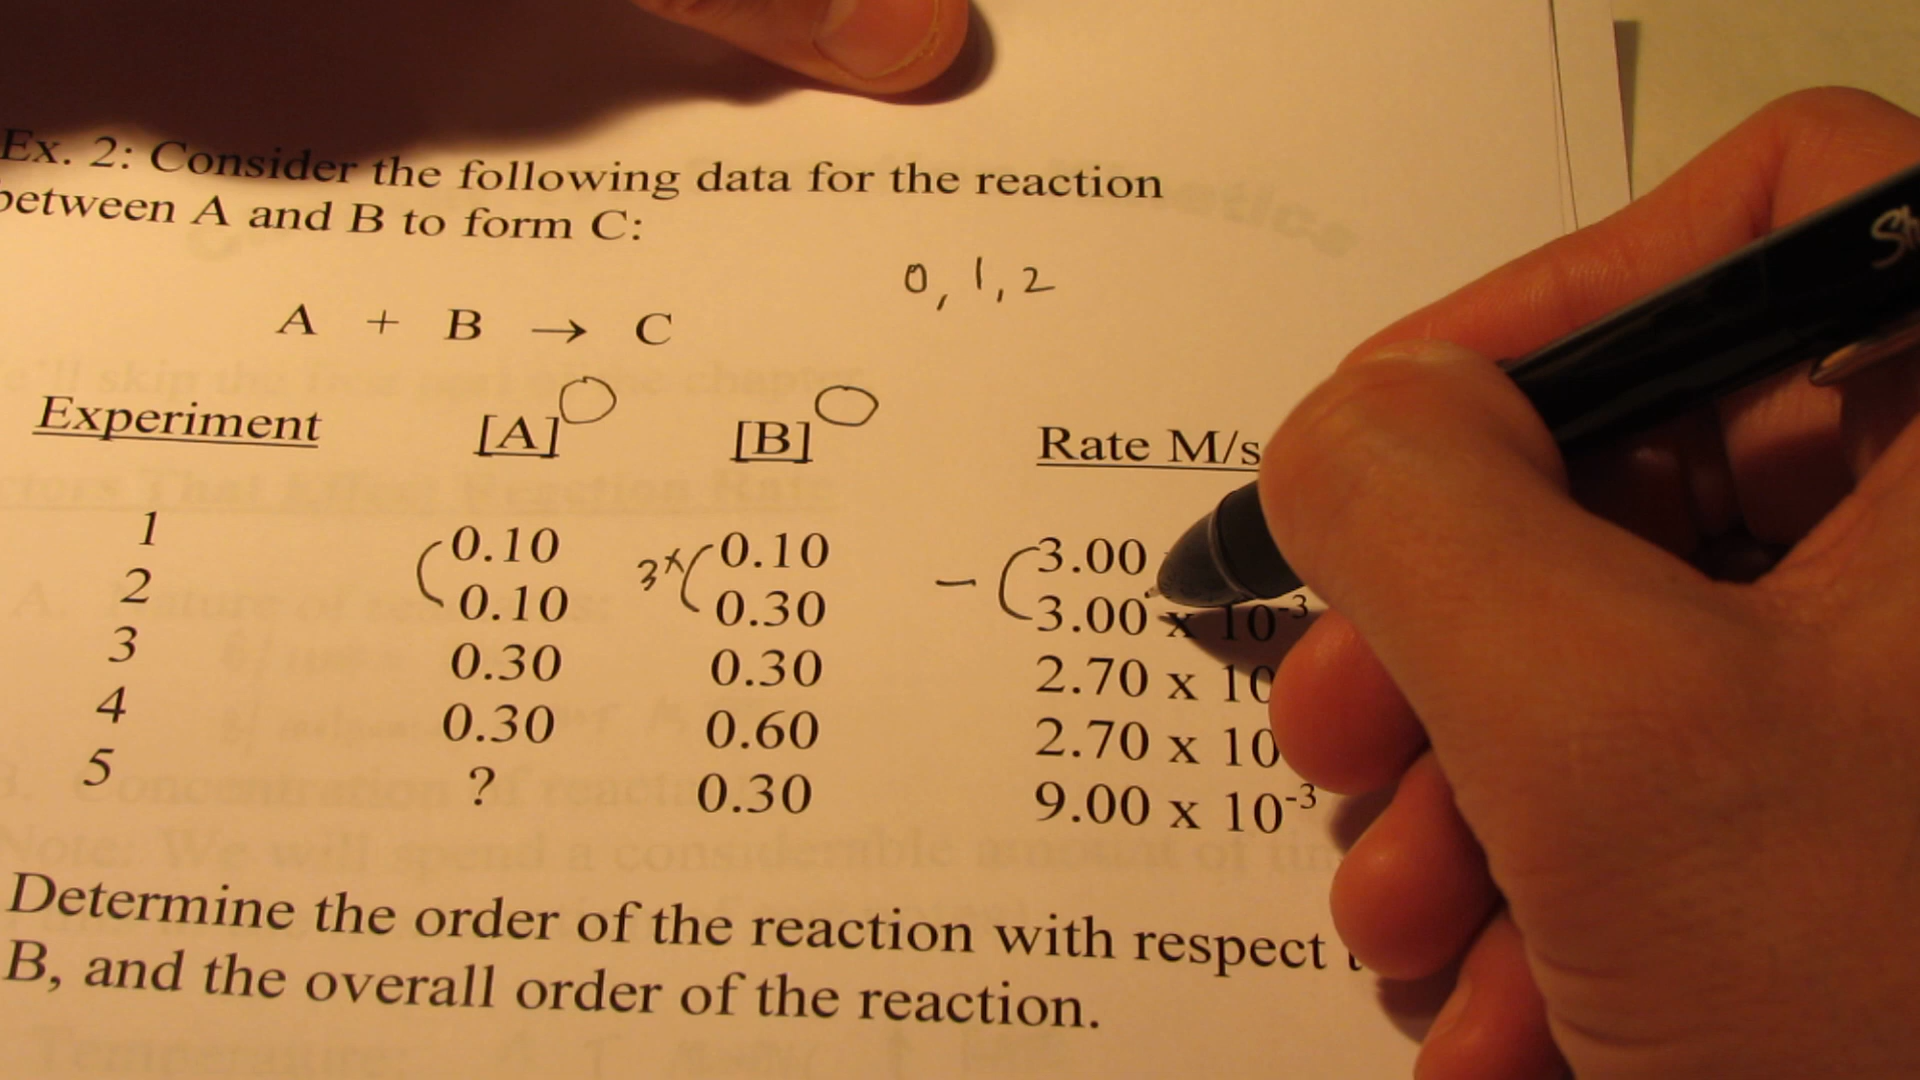 Ex. 2: Consider the following data for the reaction
between A and B to form C:
0, 1, 2
A + B → C
Experiment [A] [B] Rate M/s
1 0.10 3x 0.10 – 3.00
2 0.10 0.30 3.00 x 10⁻³
3 0.30 0.30 2.70 x 10
4 0.30 0.60 2.70 x 10
5 ? 0.30 9.00 x 10⁻³
Determine the order of the reaction with respect
B, and the overall order of the reaction.